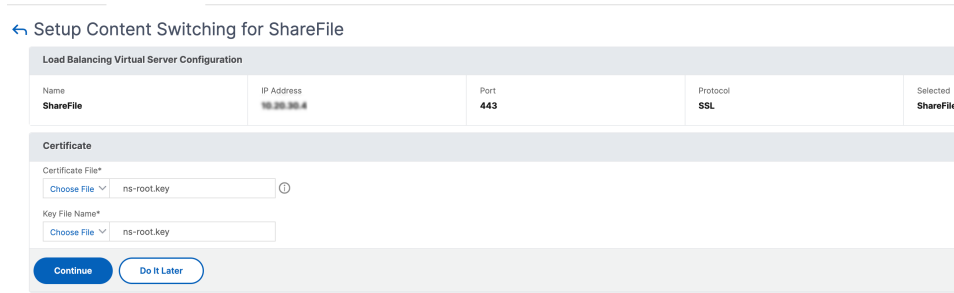 Setup Content Switching for ShareFile
Load Balancing Virtual Server Configuration
Name IP Address Port Protocol Selected
ShareFile 443 SSL ShareFile
Certificate
Certificate File*
Choose File ns-root.key
Key File Name*
Choose File ns-root.key
Continue Do It Later